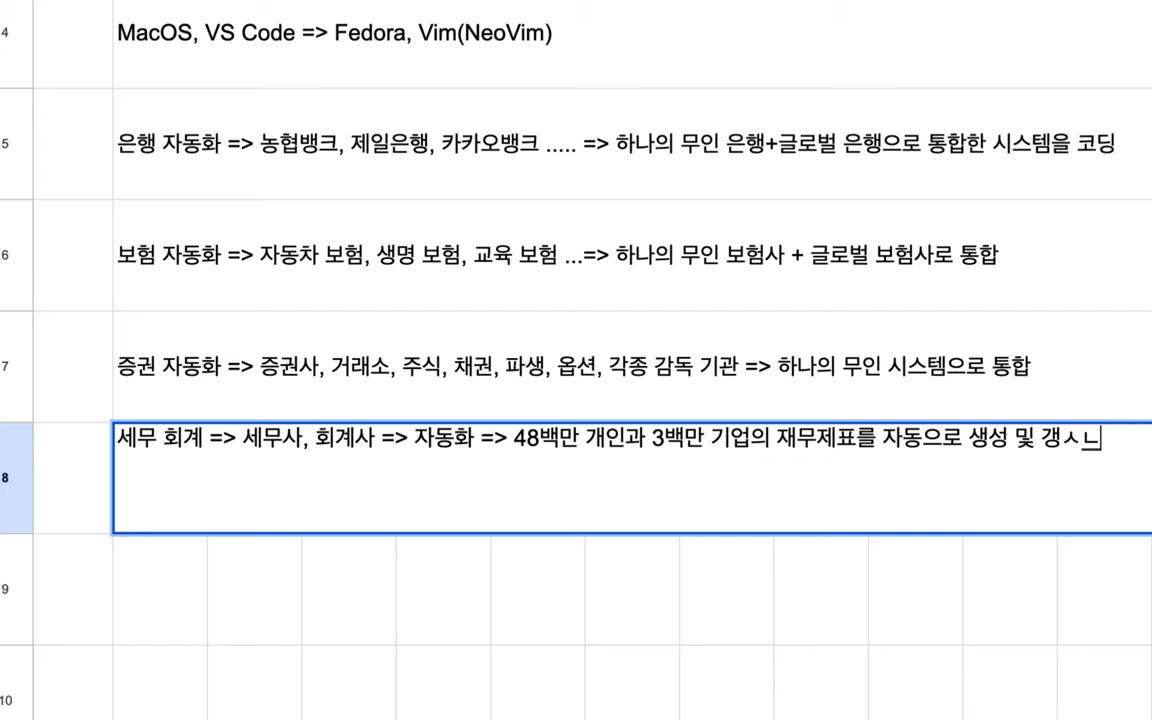 4
MacOS, VS Code => Fedora, Vim(NeoVim)
5
은행 자동화 => 농협뱅크, 제일은행, 카카오뱅크 ..... => 하나의 무인 은행+글로벌 은행으로 통합한 시스템을 코딩
6
보험 자동화 => 자동차 보험, 생명 보험, 교육 보험 ...=> 하나의 무인 보험사 + 글로벌 보험사로 통합
7
증권 자동화 => 증권사, 거래소, 주식, 채권, 파생, 옵션, 각종 감독 기관 => 하나의 무인 시스템으로 통합
8
세무 회계 => 세무사, 회계사 => 자동화 => 48백만 개인과 3백만 기업의 재무제표를 자동으로 생성 및 갱ㅅㄴ
9
10